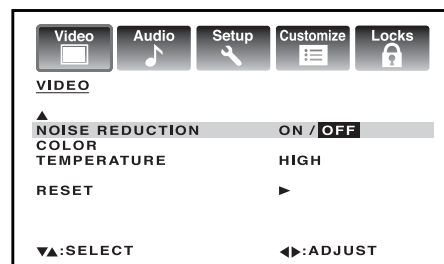 Video Audio Setup Customize Locks
VIDEO
▲
NOISE REDUCTION ON / OFF
COLOR
TEMPERATURE HIGH
RESET ►
▼▲:SELECT ◄►:ADJUST